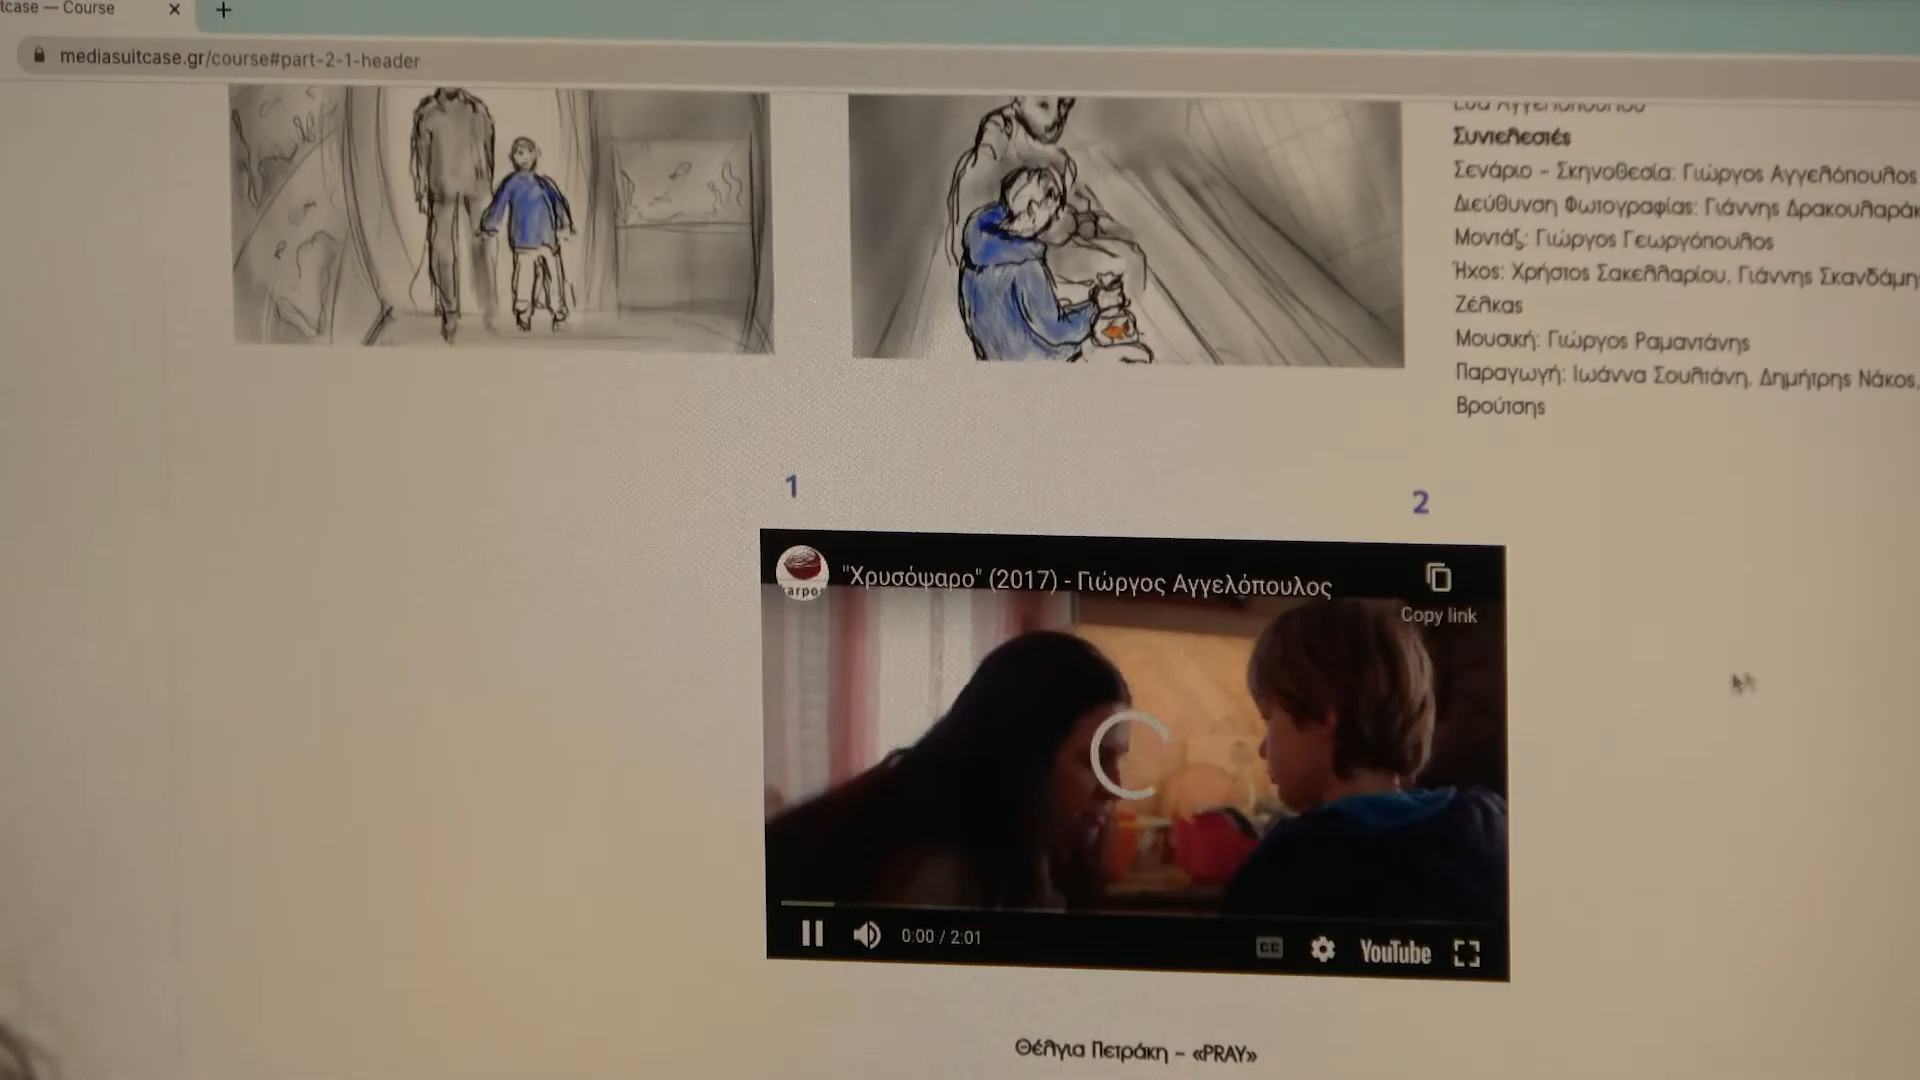 tcase — Course
mediasuitcase.gr/course#part-2-1-header
Συντελεστές
Σενάριο - Σκηνοθεσία: Γιώργος Αγγελόπουλος
Διεύθυνση Φωτογραφίας: Γιάννης Δρακουλαράκ
Μοντάζ: Γιώργος Γεωργόπουλος
Ήχος: Χρήστος Σακελλαρίου, Γιάννης Σκανδάμη
Ζέλκας
Μουσική: Γιώργος Ραμαντάνης
Παραγωγή: Ιωάννα Σουλτάνη, Δημήτρης Νάκος,
Βρούτσης
1
2
"Χρυσόψαρο" (2017) - Γιώργος Αγγελόπουλος
arpos
Copy link
0:00 / 2:01
CC
YouTube
Θέλγια Πετράκη - «PRAY»